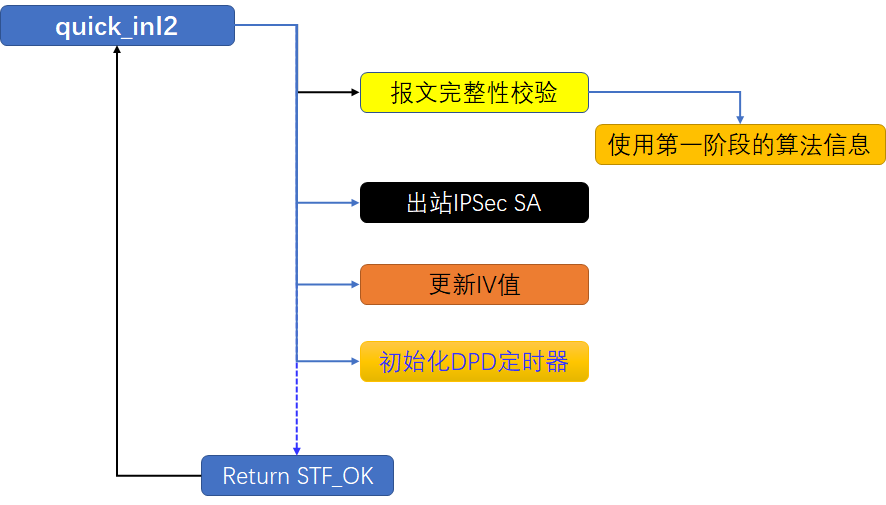 quick_inI2
报文完整性校验
使用第一阶段的算法信息
出站IPSec SA
更新IV值
初始化DPD定时器
Return STF_OK